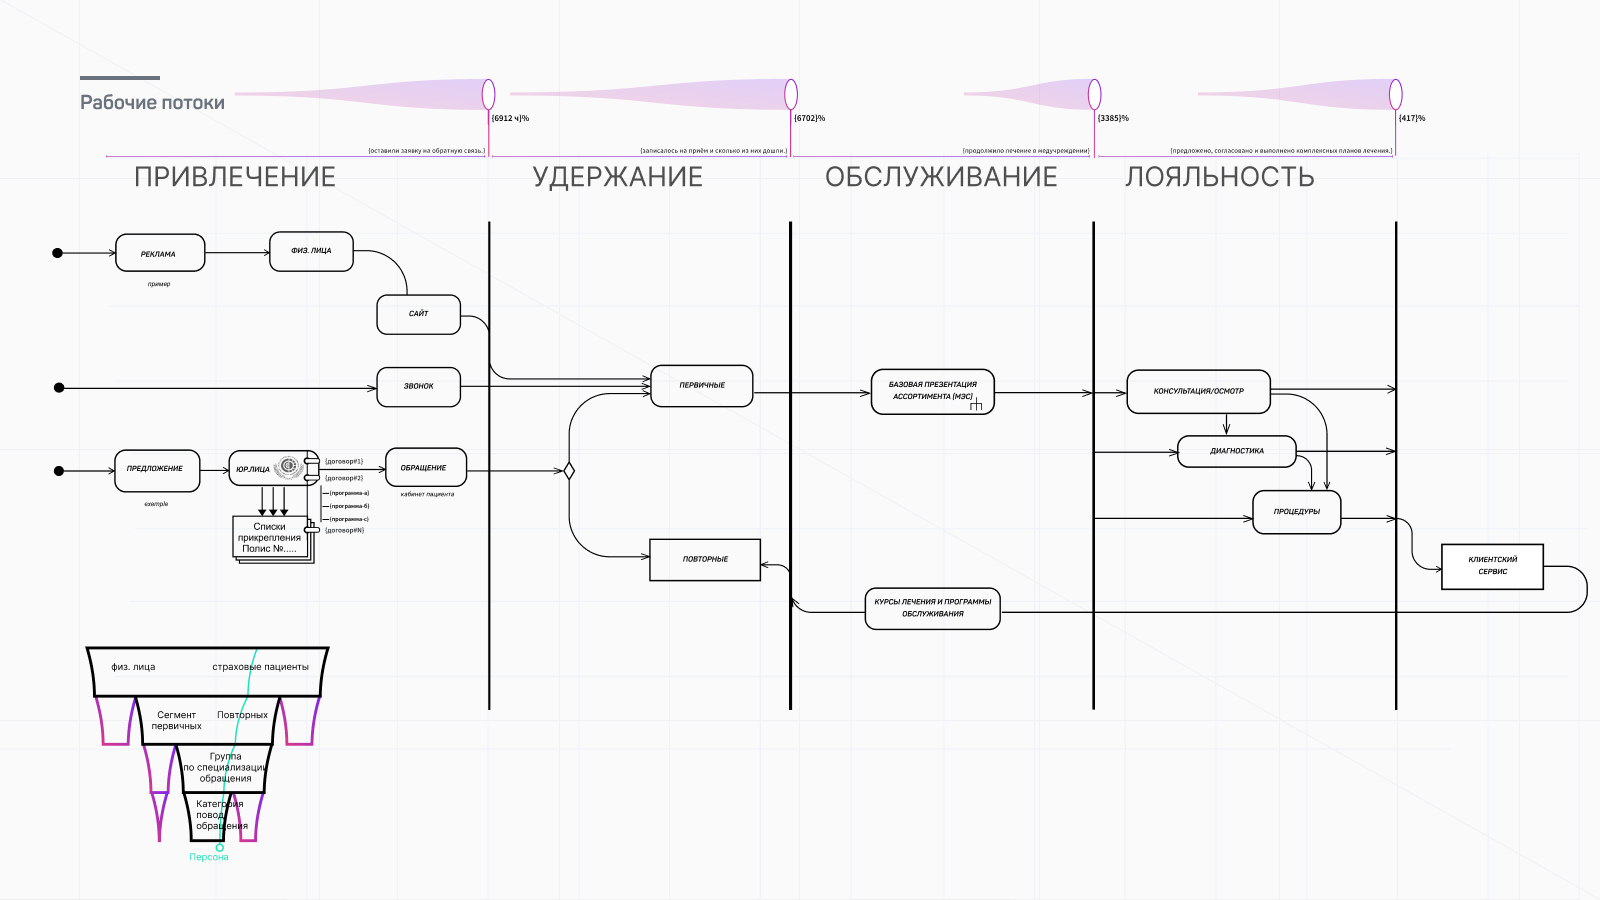 Рабочие потоки
{6912 ч}%
{6702}%
{3385}%
{417}%
{оставили заявку на обратную связь.}
{записалось на приём и сколько из них дошли.}
{продолжило лечение в медучреждении}
{предложено, согласовано и выполнено комплексных планов лечения.}
ПРИВЛЕЧЕНИЕ
УДЕРЖАНИЕ
ОБСЛУЖИВАНИЕ
ЛОЯЛЬНОСТЬ
РЕКЛАМА
пример
ФИЗ. ЛИЦА
САЙТ
ЗВОНОК
ПРЕДЛОЖЕНИЕ
exemple
ЮР.ЛИЦА
{договор#1}
{договор#2}
{программа-а}
{программа-б}
{программа-с}
{договор#N}
Списки
прикрепления
Полис №.....
ОБРАЩЕНИЕ
кабинет пациента
ПЕРВИЧНЫЕ
ПОВТОРНЫЕ
БАЗОВАЯ ПРЕЗЕНТАЦИЯ
АССОРТИМЕНТА (МЭС)
КУРСЫ ЛЕЧЕНИЯ И ПРОГРАММЫ
ОБСЛУЖИВАНИЯ
КОНСУЛЬТАЦИЯ/ОСМОТР
ДИАГНОСТИКА
ПРОЦЕДУРЫ
КЛИЕНТСКИЙ
СЕРВИС
физ. лица
страховые пациенты
Сегмент
первичных
Повторных
Группа
по специализации
обращения
Категория
повод
обращения
Персона